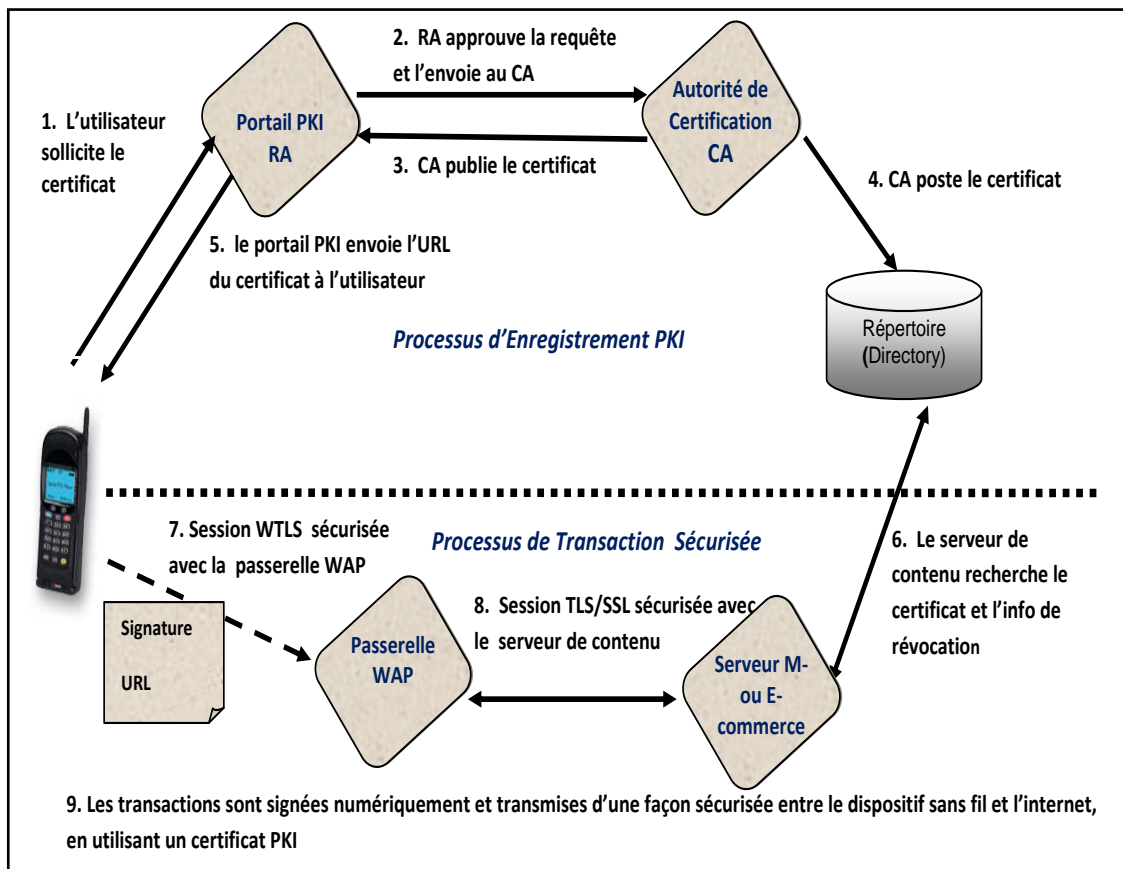 2. RA approuve la requête
et l'envoie au CA
1. L'utilisateur
sollicite le
certificat
Portail PKI
RA
Autorité de
Certification
CA
3. CA publie le certificat
4. CA poste le certificat
5. le portail PKI envoie l'URL
du certificat à l'utilisateur
Processus d'Enregistrement PKI
Répertoire
(Directory)
7. Session WTLS sécurisée
avec la passerelle WAP
Processus de Transaction Sécurisée
6. Le serveur de
contenu recherche le
certificat et l'info de
révocation
8. Session TLS/SSL sécurisée avec
le serveur de contenu
Signature
URL
Passerelle
WAP
Serveur M-
ou E-
commerce
9. Les transactions sont signées numériquement et transmises d'une façon sécurisée entre le dispositif sans fil et l'internet,
en utilisant un certificat PKI